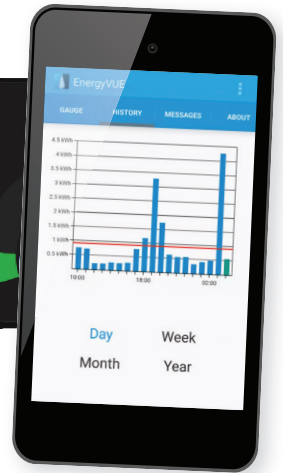 EnergyVUE
GAUGE HISTORY MESSAGES ABOUT
4.5 kWh
4 kWh
3.5 kWh
3 kWh
2.5 kWh
2 kWh
1.5 kWh
1 kWh
0.5 kWh
10:00 18:00 02:00
Day Week
Month Year